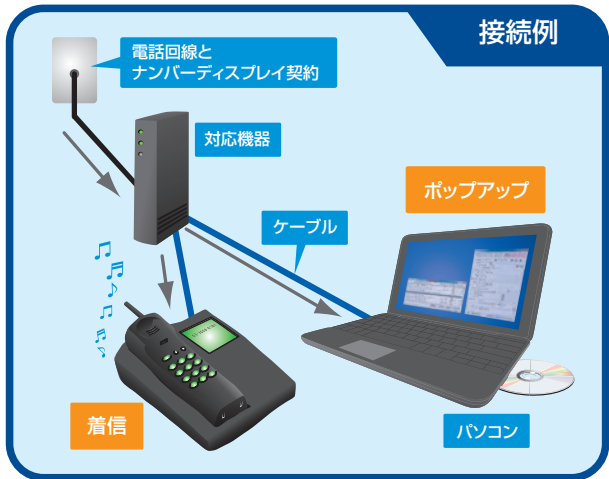 接続例
電話回線と
ナンバーディスプレイ契約
対応機器
ポップアップ
ケーブル
着信
パソコン